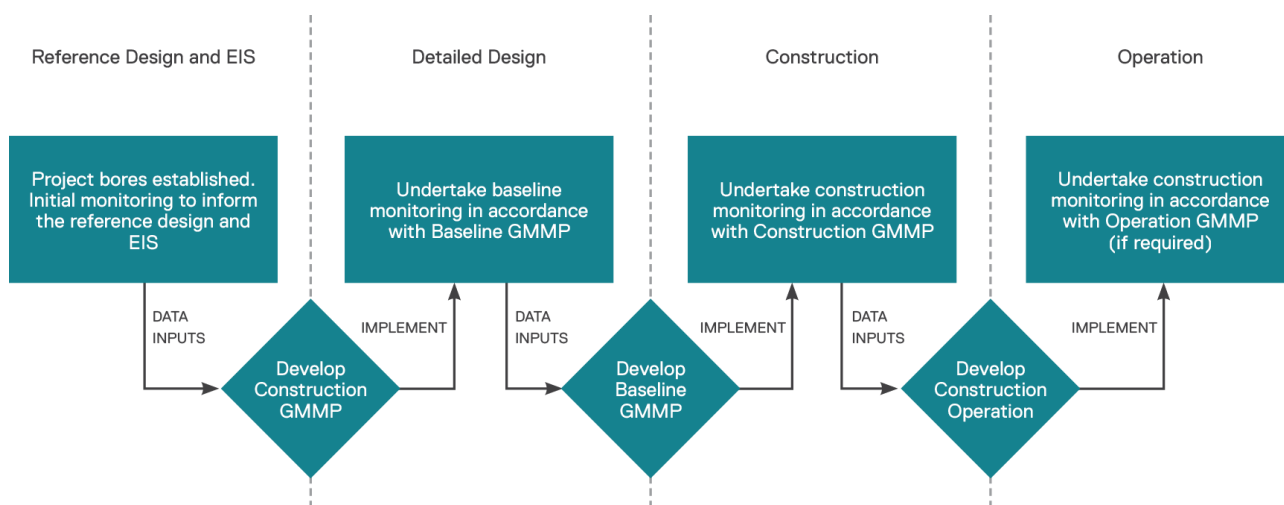 Reference Design and EIS
Detailed Design
Construction
Operation
Project bores established.
Initial monitoring to inform
the reference design and
EIS
Undertake baseline
monitoring in accordance
with Baseline GMMP
Undertake construction
monitoring in accordance
with Construction GMMP
Undertake construction
monitoring in accordance
with Operation GMMP
(if required)
DATA
INPUTS
IMPLEMENT
DATA
INPUTS
IMPLEMENT
DATA
INPUTS
IMPLEMENT
Develop
Construction
GMMP
Develop
Baseline
GMMP
Develop
Construction
Operation